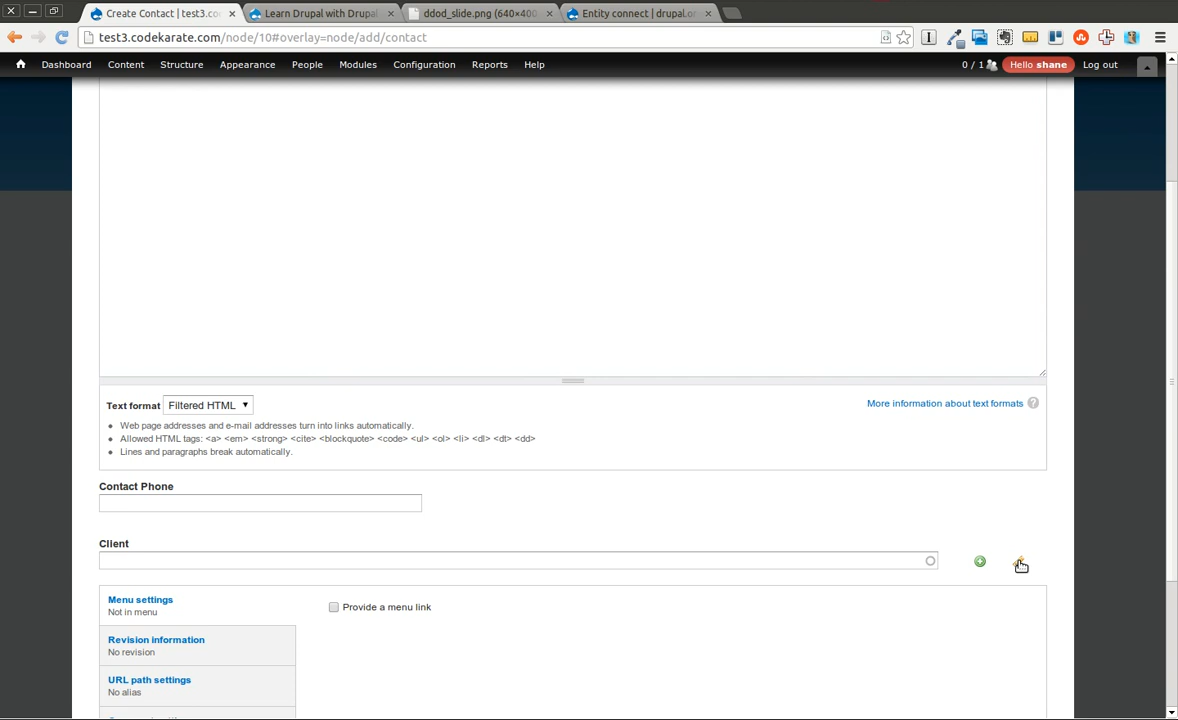 Create Contact | test3.co
Learn Drupal with Drupal
ddod_slide.png (640×400
Entity connect | drupal.or
test3.codekarate.com/node/10#overlay=node/add/contact
Dashboard Content Structure Appearance People Modules Configuration Reports Help 0 / 1 Hello shane Log out
Text format Filtered HTML More information about text formats ?
Web page addresses and e-mail addresses turn into links automatically.
Allowed HTML tags: <a> <em> <strong> <cite> <blockquote> <code> <ul> <ol> <li> <dl> <dt> <dd>
Lines and paragraphs break automatically.
Contact Phone
Client
Menu settings
Not in menu
Provide a menu link
Revision information
No revision
URL path settings
No alias